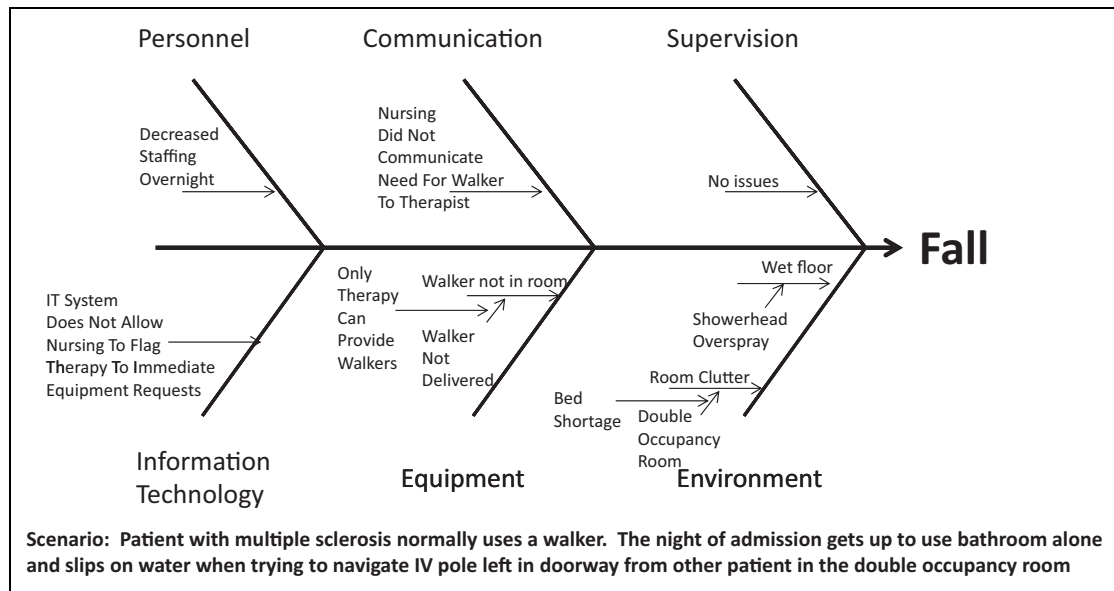 Personnel
Communication
Supervision
Decreased
Staffing
Overnight
Nursing
Did Not
Communicate
Need For Walker
To Therapist
No issues
Fall
IT System
Does Not Allow
Nursing To Flag
Therapy To Immediate
Equipment Requests
Only
Therapy
Can
Provide
Walkers
Walker not in room
Walker
Not
Delivered
Wet floor
Showerhead
Overspray
Room Clutter
Bed
Shortage
Double
Occupancy
Room
Information
Technology
Equipment
Environment
Scenario: Patient with multiple sclerosis normally uses a walker. The night of admission gets up to use bathroom alone
and slips on water when trying to navigate IV pole left in doorway from other patient in the double occupancy room